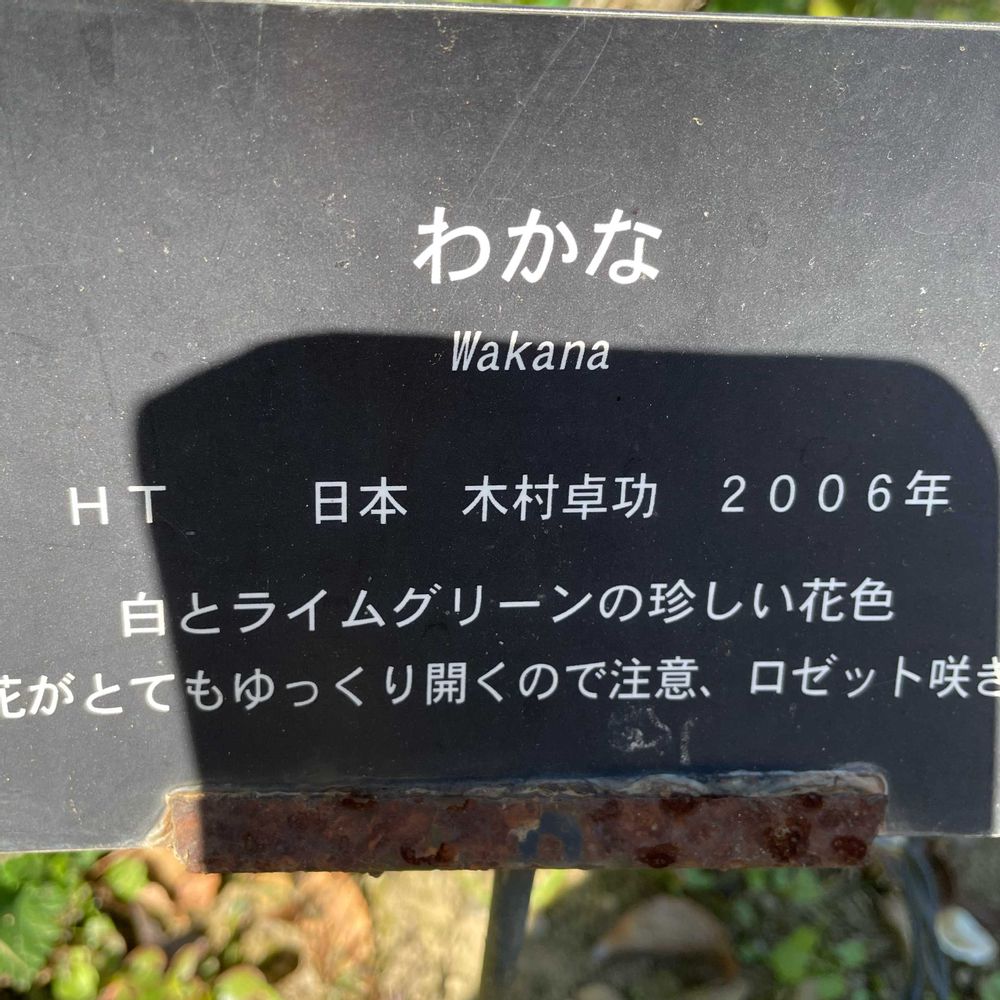 わかな
Wakana
ＨＴ　日本　木村卓功　２００６年
白とライムグリーンの珍しい花色
花がとてもゆっくり開くので注意、ロゼット咲き